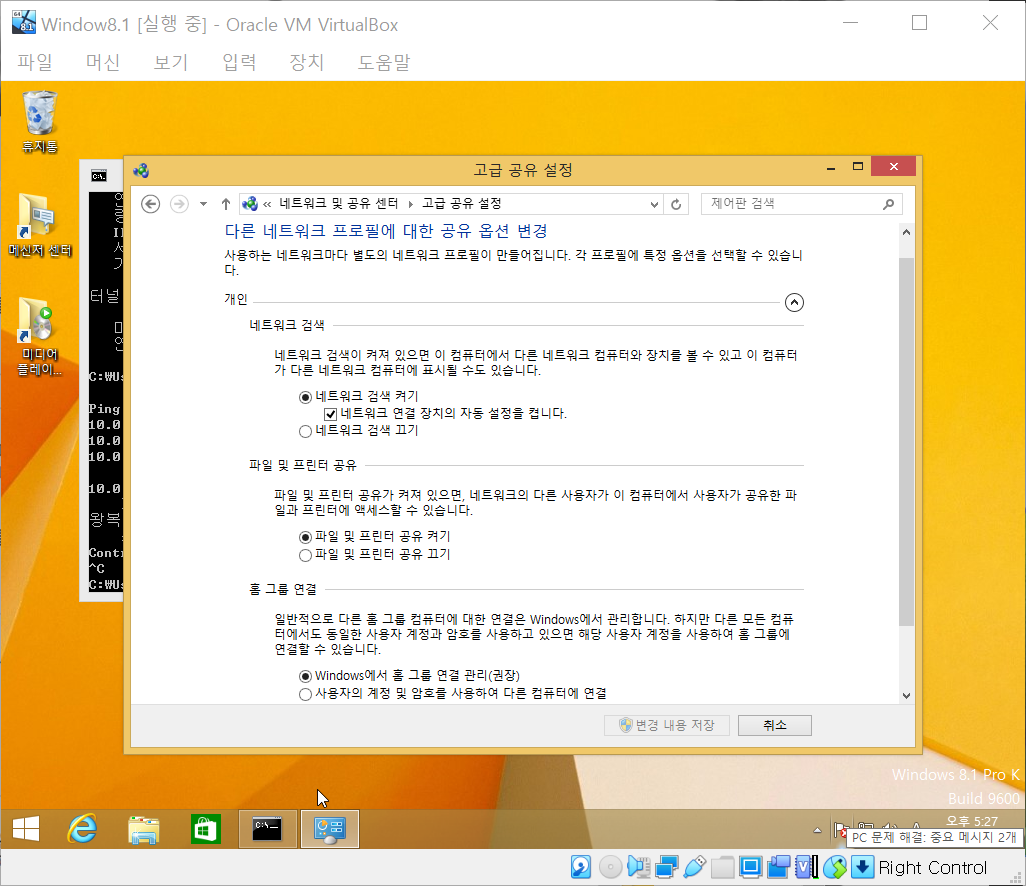 Window8.1 [실행 중] - Oracle VM VirtualBox
파일 머신 보기 입력 장치 도움말
휴지통
메신저 센터
미디어
플레이...
C:\.
터널
C:₩Us
Ping
10.0
10.0
10.0
10.0
왕복
Contr
^C
C:₩Us
고급 공유 설정
« 네트워크 및 공유 센터 › 고급 공유 설정
제어판 검색
다른 네트워크 프로필에 대한 공유 옵션 변경
사용하는 네트워크마다 별도의 네트워크 프로필이 만들어집니다. 각 프로필에 특정 옵션을 선택할 수 있습니
다.
개인
네트워크 검색
네트워크 검색이 켜져 있으면 이 컴퓨터에서 다른 네트워크 컴퓨터와 장치를 볼 수 있고 이 컴퓨터
가 다른 네트워크 컴퓨터에 표시될 수도 있습니다.
네트워크 검색 켜기
네트워크 연결 장치의 자동 설정을 켭니다.
네트워크 검색 끄기
파일 및 프린터 공유
파일 및 프린터 공유가 켜져 있으면, 네트워크의 다른 사용자가 이 컴퓨터에서 사용자가 공유한 파
일과 프린터에 액세스할 수 있습니다.
파일 및 프린터 공유 켜기
파일 및 프린터 공유 끄기
홈 그룹 연결
일반적으로 다른 홈 그룹 컴퓨터에 대한 연결은 Windows에서 관리합니다. 하지만 다른 모든 컴퓨
터에서도 동일한 사용자 계정과 암호를 사용하고 있으면 해당 사용자 계정을 사용하여 홈 그룹에
연결할 수 있습니다.
Windows에서 홈 그룹 연결 관리(권장)
사용자의 계정 및 암호를 사용하여 다른 컴퓨터에 연결
변경 내용 저장 취소
Windows 8.1 Pro K
Build 9600
오후 5:27
PC 문제 해결: 중요 메시지 2개
Right Control